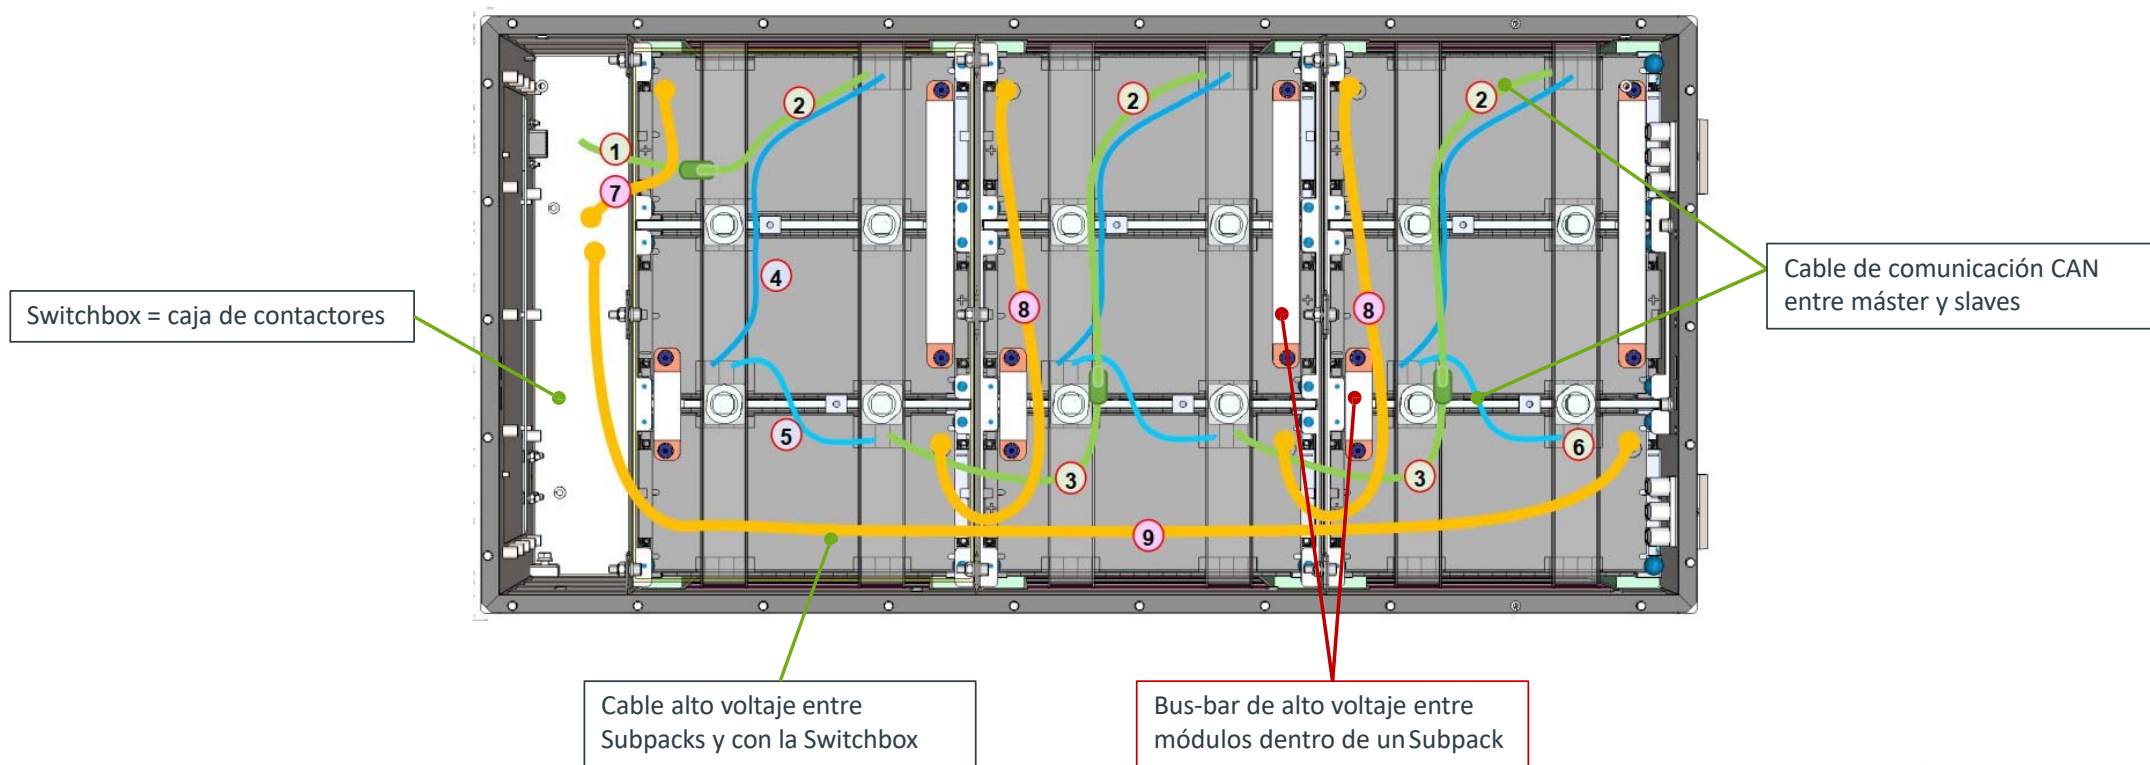 2
2
2
1
7
4
8
8
5
3
3
6
9
Switchbox = caja de contactores
Cable de comunicación CAN
entre máster y slaves
Cable alto voltaje entre
Subpacks y con la Switchbox
Bus-bar de alto voltaje entre
módulos dentro de un Subpack